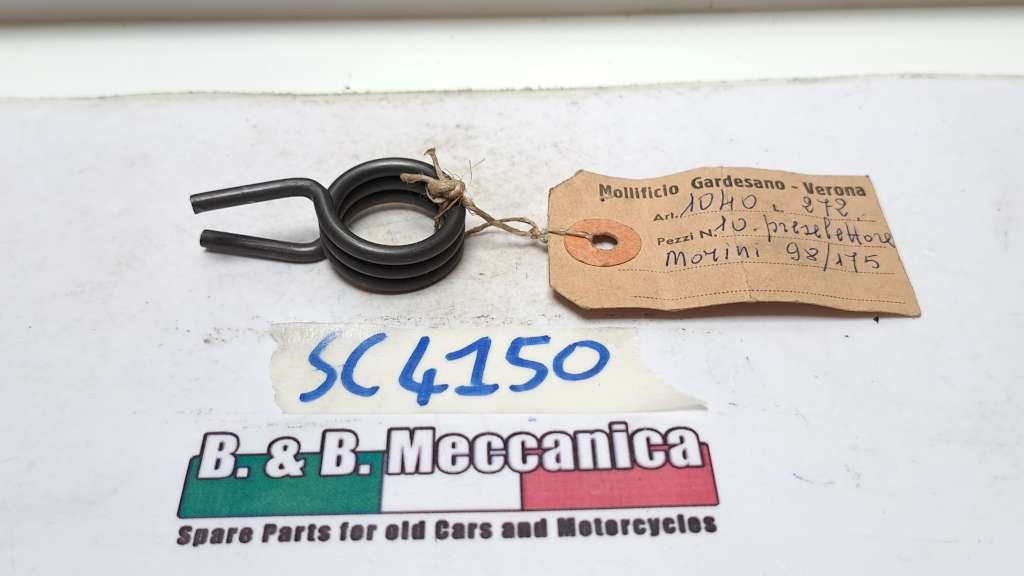 Mollificio Gardesano - Verona
Art. 1040 L. 272
Pezzi N. 10. preselettore
Morini 98/175
SC4150
B. & B. Meccanica
Spare Parts for old Cars and Motorcycles